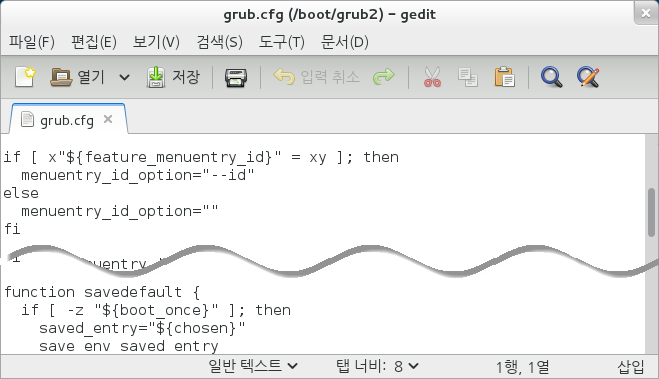 grub.cfg (/boot/grub2) – gedit
파일(F) 편집(E) 보기(V) 검색(S) 도구(T) 문서(D)
열기 저장 입력 취소
grub.cfg
if [ x"${feature_menuentry_id}" = xy ]; then
menuentry_id_option="--id"
else
menuentry_id_option=""
fi
function savedefault {
if [ -z "${boot_once}" ]; then
saved_entry="${chosen}"
save_env saved_entry
일반 텍스트 탭 너비: 8 1행, 1열 삽입